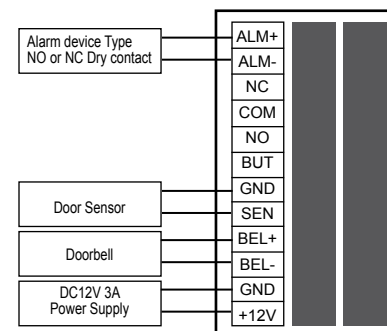 Alarm device Type
NO or NC Dry contact
Door Sensor
Doorbell
DC12V 3A
Power Supply
ALM+
ALM-
NC
COM
NO
BUT
GND
SEN
BEL+
BEL-
GND
+12V